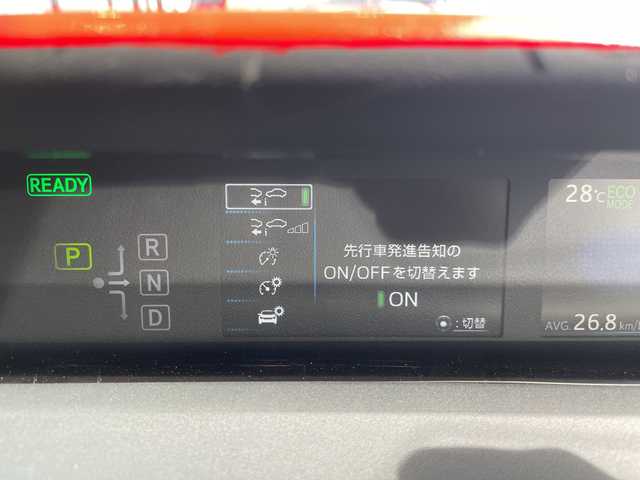 READY
P
R
N
D
先行車発進告知の
ON/OFFを切替えます
ON
:切替
28℃
ECO
MODE
AVG. 26.8 km/